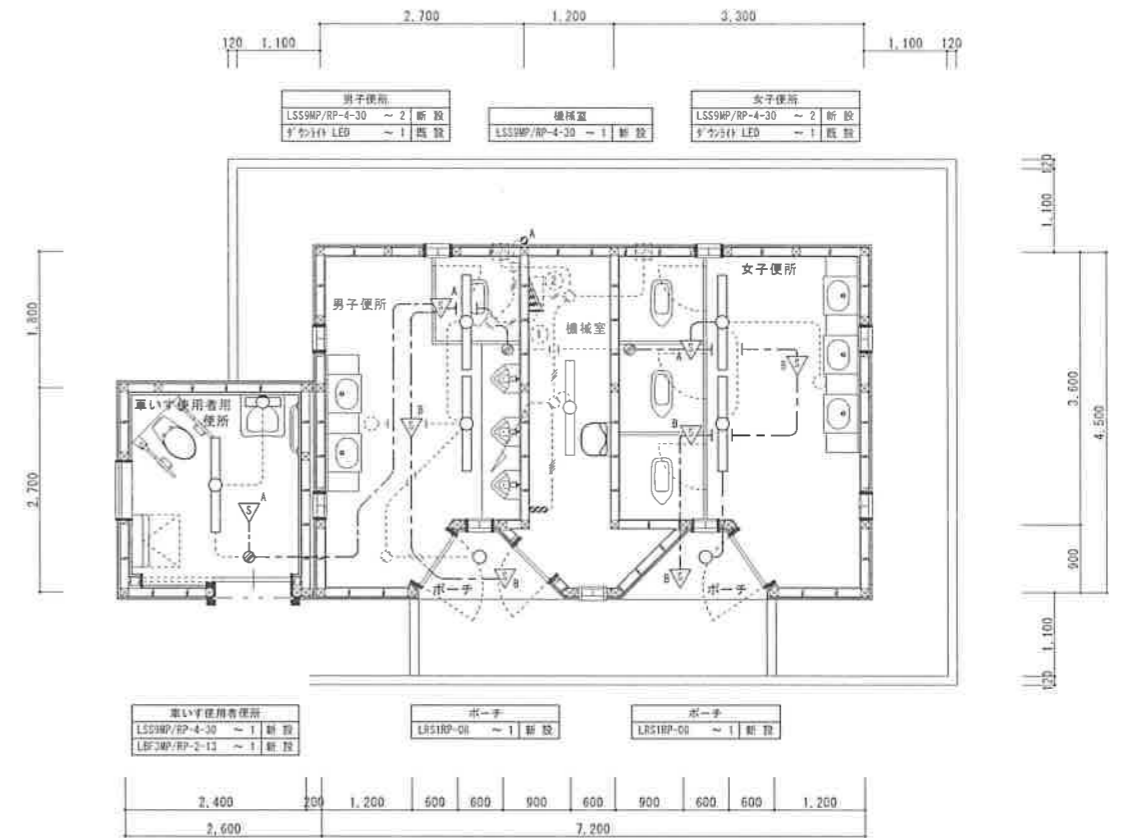 2,700 1,200 3,300
120 1,100 1,100 120
男子便所
LSS9MP/RP-4-30 ～ 1 2 新 設
ﾀﾞｳﾝﾗｲﾄ LED ～ 1 既 設
機械室
LSS9MP/RP-4-30 ～ 1 新 設
女子便所
LSS9MP/RP-4-30 ～ 2 新 設
ﾀﾞｳﾝﾗｲﾄ LED ～ 1 既 設
120
1,100
A
女子便所
男子便所
A
S
2
1
機械室
S
A
S
B
1,800
3,600
4,500
車いす使用者用
便所
B
S
S
B
A
S
2,700
900
S
B
ポーチ
B
S
ポーチ
1,100
120
車いす使用者便所
LSS9MP/RP-4-30 ～ 1 新 設
LBF3MP/RP-2-13 ～ 1 新 設
ポーチ
LRS1RP-08 ～ 1 新 設
ポーチ
LRS1RP-08 ～ 1 新 設
2,400 200 1,200 600 600 900 600 900 600 600 1,200
2,600 7,200